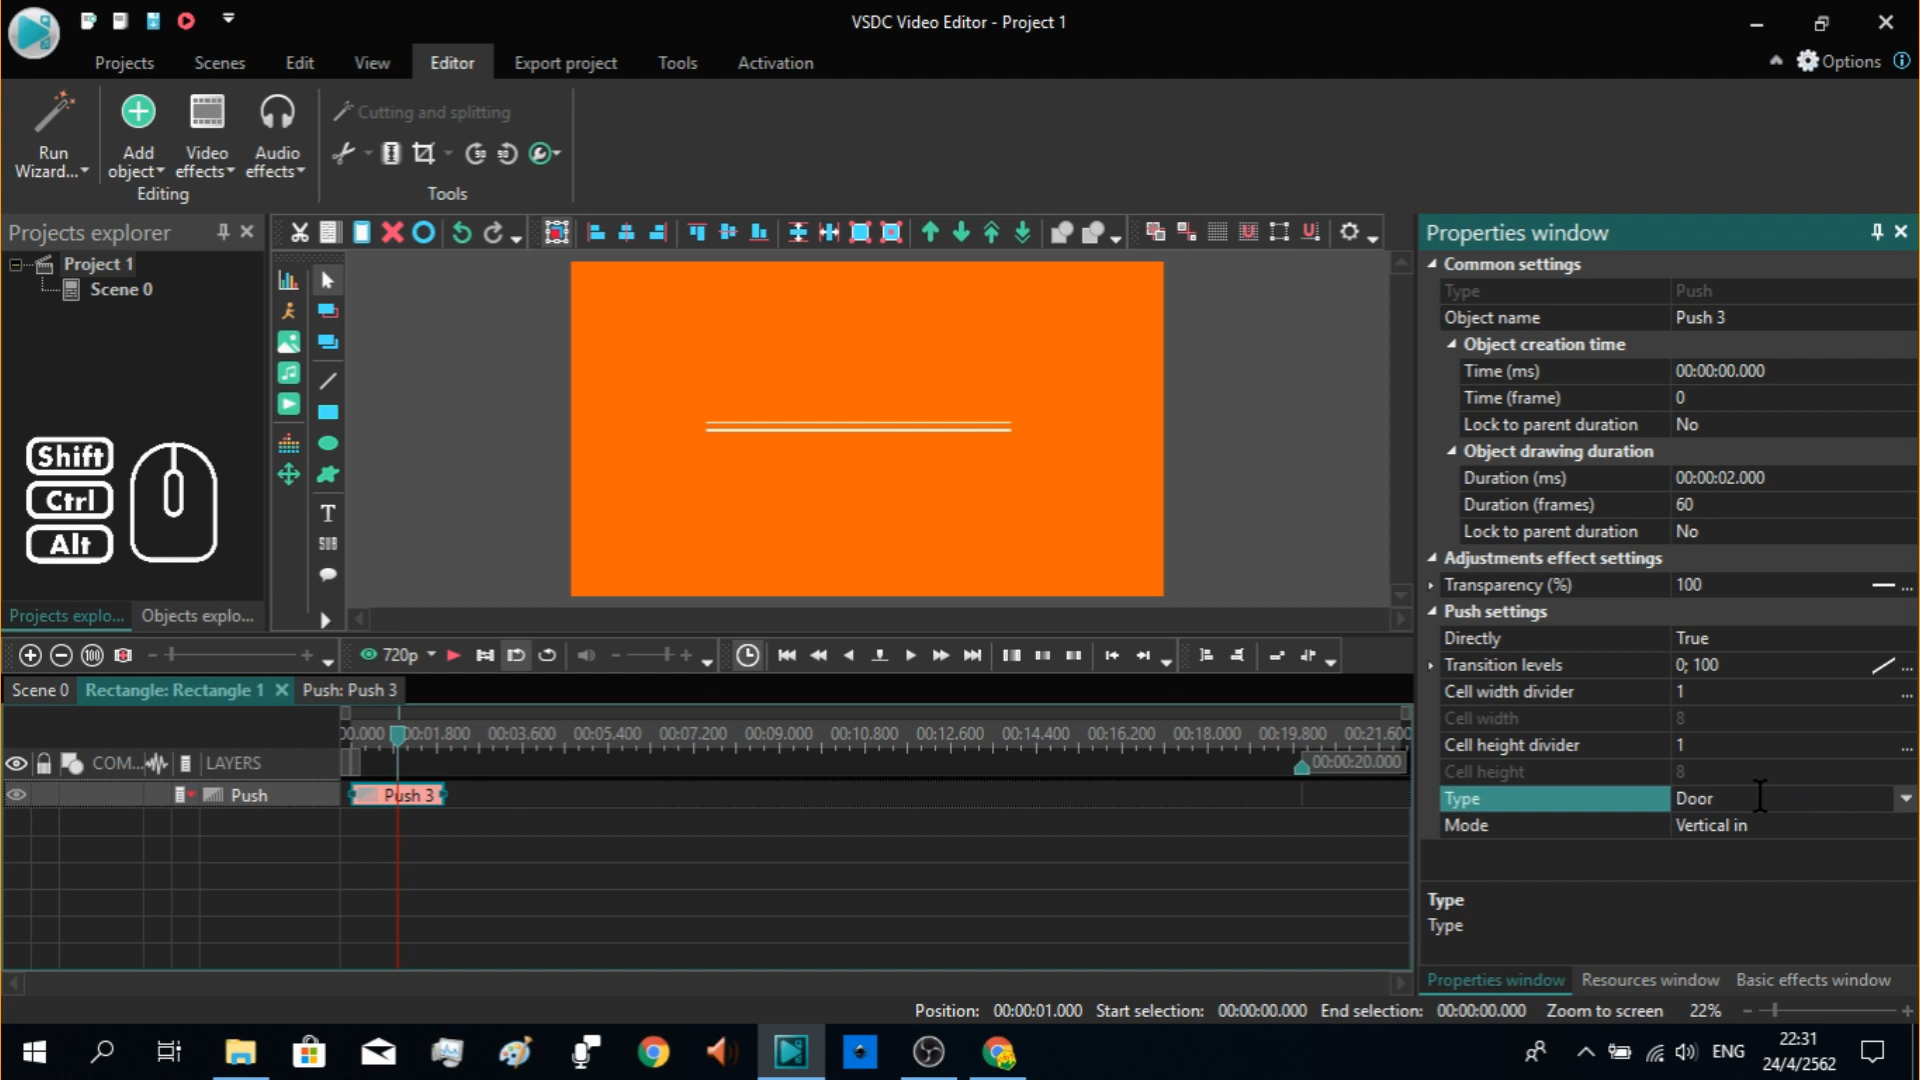 VSDC Video Editor - Project 1
Projects
Scenes
Edit
View
Editor
Export project
Tools
Activation
Options
Run
Wizard...
Add
object
Video
effects
Audio
effects
Editing
Cutting and splitting
Tools
Projects explorer
Project 1
Scene 0
Shift
Ctrl
Alt
T
SUB
Projects explo...
Objects explo...
Properties window
Common settings
Type Push
Object name Push 3
Object creation time
Time (ms) 00:00:00.000
Time (frame) 0
Lock to parent duration No
Object drawing duration
Duration (ms) 00:00:02.000
Duration (frames) 60
Lock to parent duration No
Adjustments effect settings
Transparency (%) 100 ...
Push settings
Directly True
Transition levels 0; 100 ...
Cell width divider 1 ...
Cell width 8
Cell height divider 1 ...
Cell height 8
Type Door
Mode Vertical in
Type
Type
Properties window
Resources window
Basic effects window
720p
Scene 0
Rectangle: Rectangle 1
Push: Push 3
00.000 00:01.800 00:03.600 00:05.400 00:07.200 00:09.000 00:10.800 00:12.600 00:14.400 00:16.200 00:18.000 00:19.800 00:21.600
COM...
LAYERS
00:00:20.000
Push
Push 3
Position: 00:00:01.000 Start selection: 00:00:00.000 End selection: 00:00:00.000 Zoom to screen 22%
ENG
22:31
24/4/2562